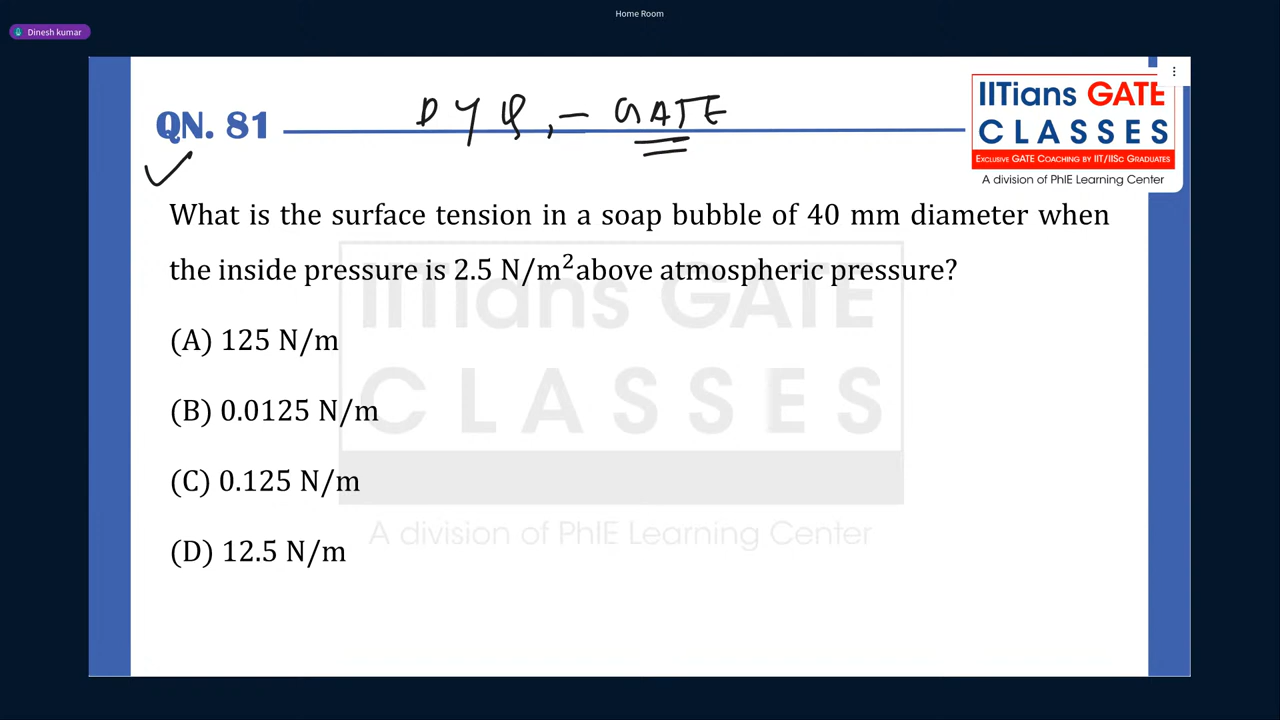 Home Room
Dinesh kumar
QN. 81
PYQ, - GATE
IITians GATE
CLASSES
EXCLUSIVE GATE COACHING BY IIT/IISc GRADUATES
A division of PhIE Learning Center
What is the surface tension in a soap bubble of 40 mm diameter when
the inside pressure is 2.5 N/m² above atmospheric pressure?
(A) 125 N/m
(B) 0.0125 N/m
(C) 0.125 N/m
(D) 12.5 N/m
IITians GATE
CLASSES
A division of PhIE Learning Center